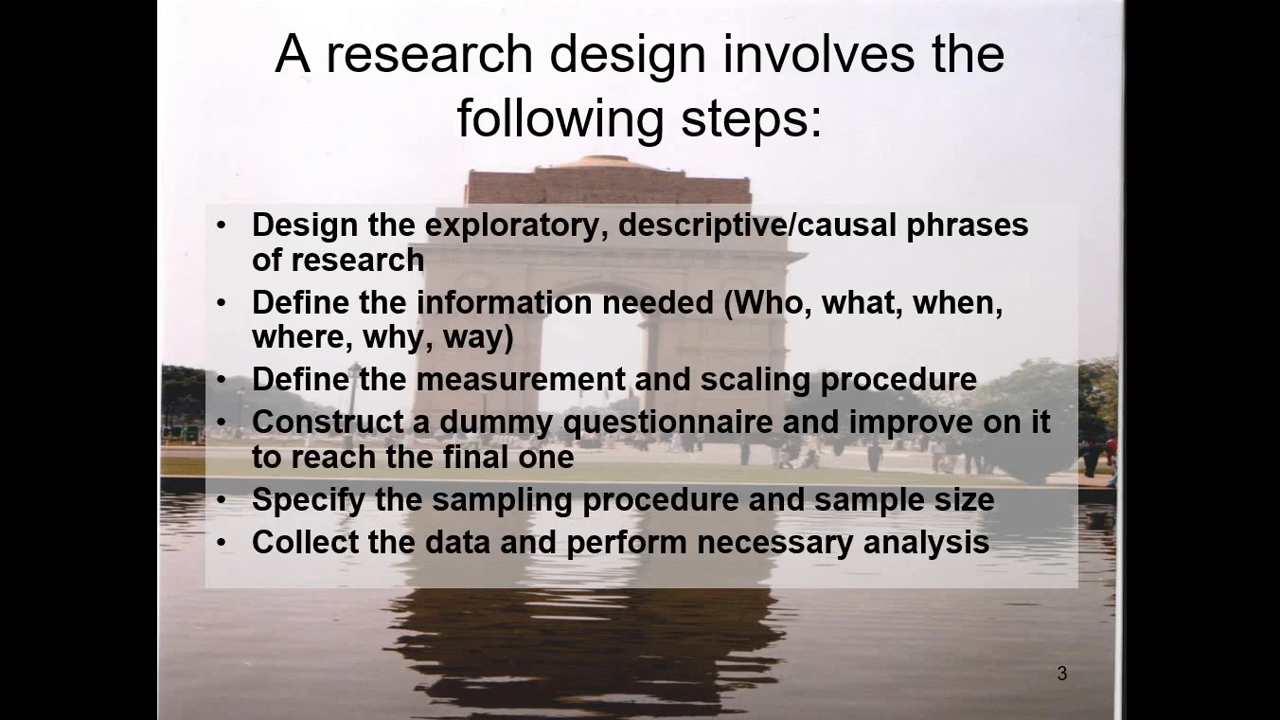 A research design involves the
following steps:
• Design the exploratory, descriptive/causal phrases
of research
• Define the information needed (Who, what, when,
where, why, way)
• Define the measurement and scaling procedure
• Construct a dummy questionnaire and improve on it
to reach the final one
• Specify the sampling procedure and sample size
• Collect the data and perform necessary analysis
3